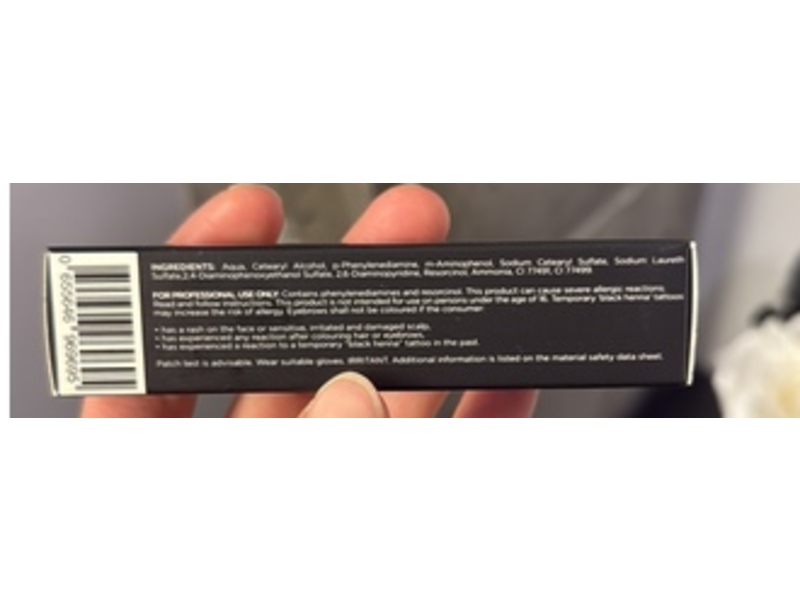 INGREDIENTS: Aqua, Cetearyl Alcohol, p-Phenylenediamine, m-Aminophenol, Sodium Cetearyl Sulfate, Sodium Laureth
Sulfate,2,4-Diaminophenoxyethanol Sulfate, 2,6-Diaminopyridine, Resorcinol, Ammonia, CI 77491, CI 77499.
FOR PROFESSIONAL USE ONLY. Contains phenylenediamines and resorcinol. This product can cause severe allergic reactions.
Read and follow instructions. This product is not intended for use on persons under the age of 16. Temporary 'black henna' tattoos
may increase the risk of allergy. Eyebrows shall not be coloured if the consumer:
• has a rash on the face or sensitive, irritated and damaged scalp.
• has experienced any reaction after colouring hair or eyebrows.
• has experienced a reaction to a temporary "black henna" tattoo in the past.
Patch test is advisable. Wear suitable gloves. IRRITANT. Additional information is listed on the material safety data sheet.